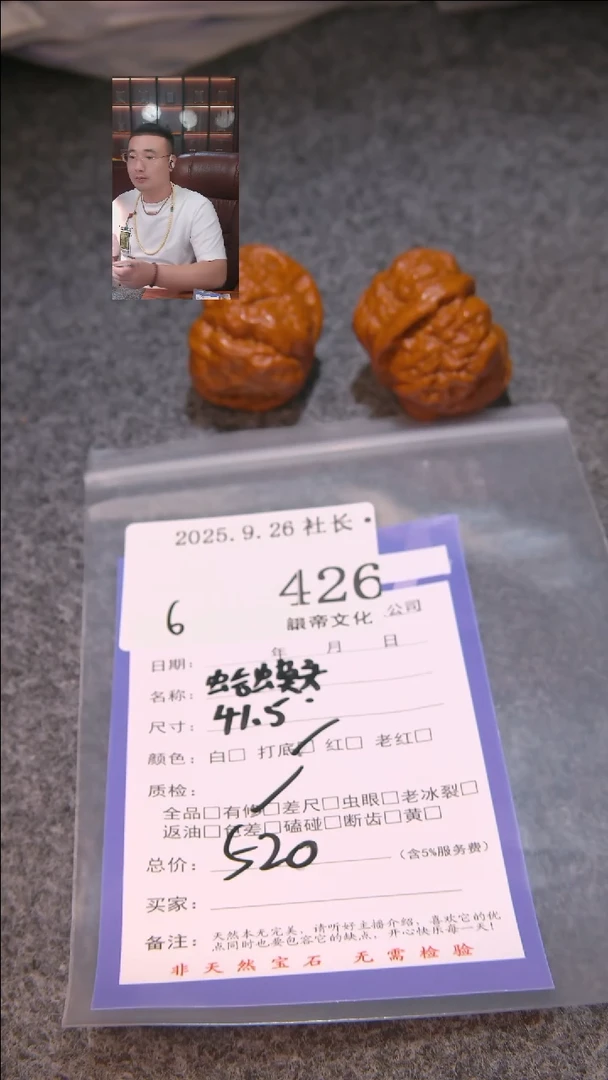 2025.9.26 社长·
426
6
韻帝文化 公司
日期： 年 月 日
名称：蛤蟆头
尺寸：41.5
颜色：白□ 打底□ 红□ 老红□
质检：
全品□有修□差尺□虫眼□老冰裂□
返油□色差□磕碰□断齿□黄□
总价：520 （含5%服务费）
买家：
备注：天然本无完美，请听好主播介绍，喜欢它的优
点同时也要包容它的缺点，开心快乐每一天！
非天然宝石 无需检验